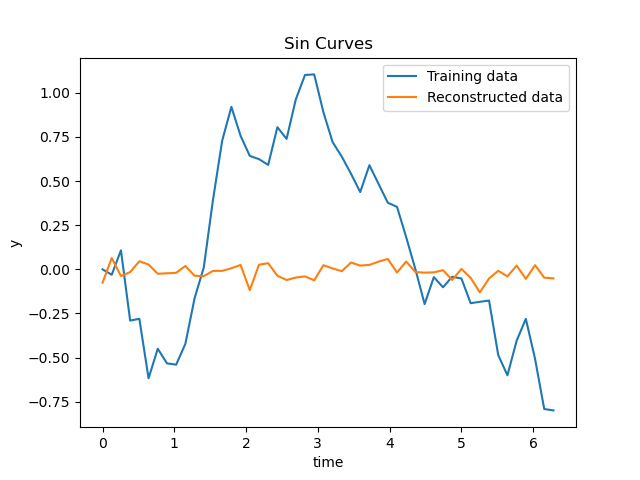 Sin Curves
Training data
Reconstructed data
1.00
0.75
0.50
0.25
0.00
−0.25
−0.50
−0.75
y
0 1 2 3 4 5 6
time